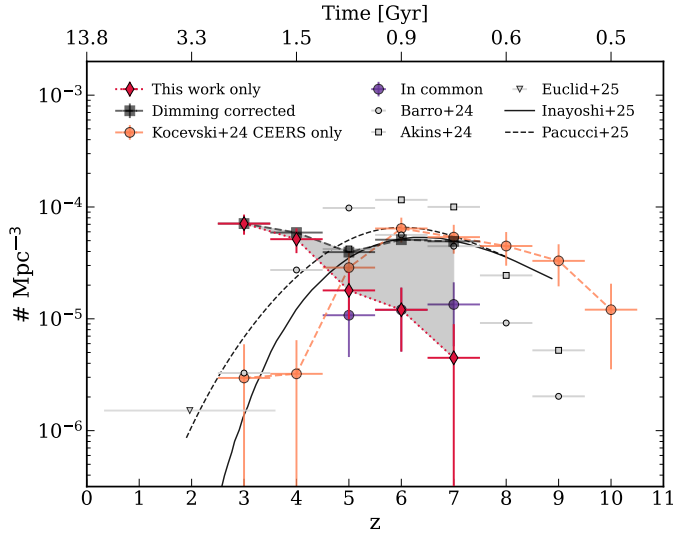 Time [Gyr]
13.8 3.3 1.5 0.9 0.6 0.5
10⁻³
This work only In common Euclid+25
Dimming corrected Barro+24 Inayoshi+25
Kocevski+24 CEERS only Akins+24 Pacucci+25
10⁻⁴
# Mpc⁻³
10⁻⁵
10⁻⁶
0 1 2 3 4 5 6 7 8 9 10 11
z